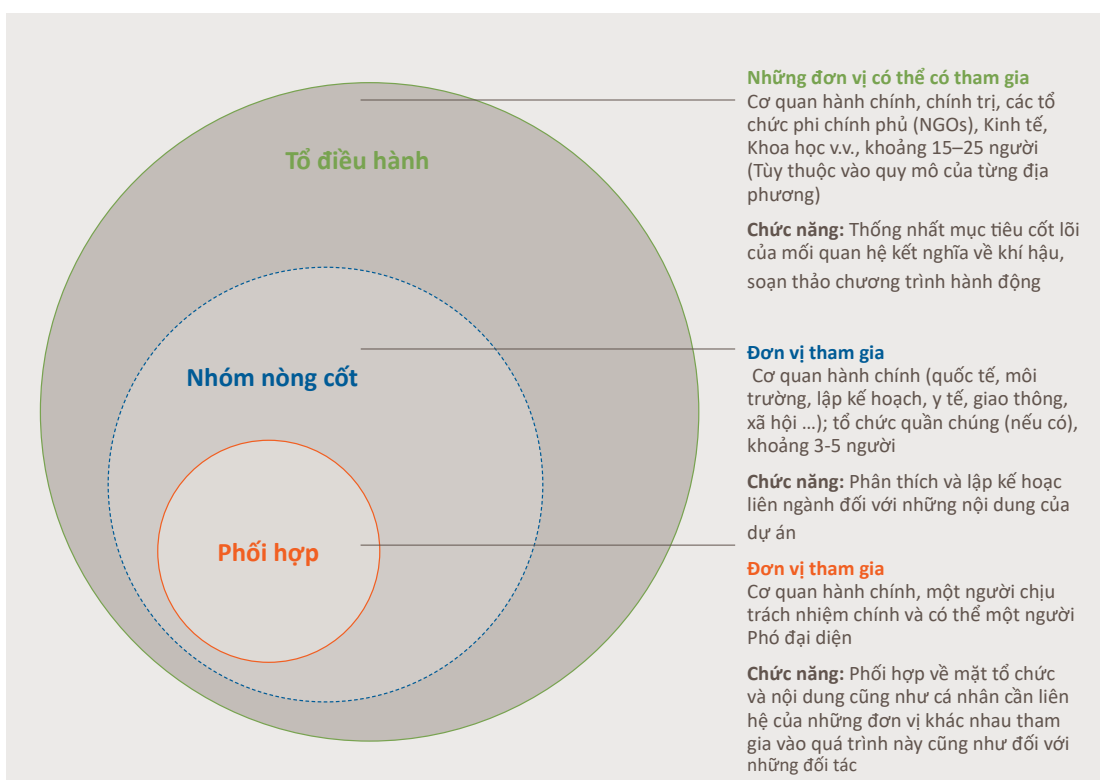 Tổ điều hành
Nhóm nòng cốt
Phối hợp
Những đơn vị có thể có tham gia
Cơ quan hành chính, chính trị, các tổ
chức phi chính phủ (NGOs), Kinh tế,
Khoa học v.v., khoảng 15–25 người
(Tùy thuộc vào quy mô của từng địa
phương)
Chức năng: Thống nhất mục tiêu cốt lõi
của mối quan hệ kết nghĩa về khí hậu,
soạn thảo chương trình hành động
Đơn vị tham gia
Cơ quan hành chính (quốc tế, môi
trường, lập kế hoạch, y tế, giao thông,
xã hội ...); tổ chức quần chúng (nếu có),
khoảng 3-5 người
Chức năng: Phân thích và lập kế hoạc
liên ngành đối với những nội dung của
dự án
Đơn vị tham gia
Cơ quan hành chính, một người chịu
trách nhiệm chính và có thể một người
Phó đại diện
Chức năng: Phối hợp về mặt tổ chức
và nội dung cũng như cá nhân cần liên
hệ của những đơn vị khác nhau tham
gia vào quá trình này cũng như đối với
những đối tác